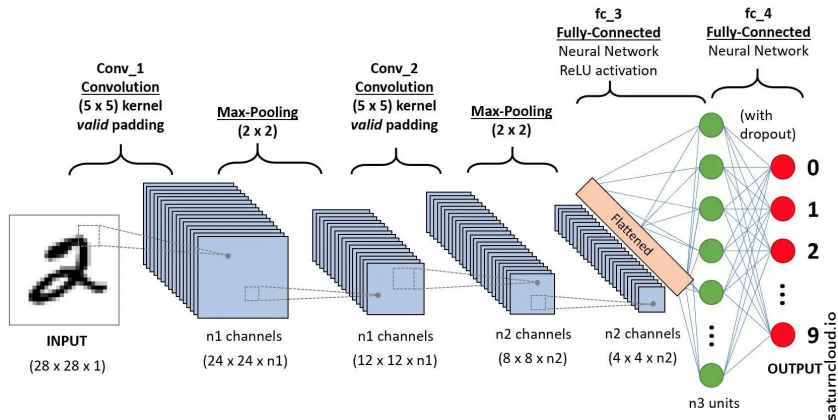 fc_3
Fully-Connected
Neural Network
ReLU activation
fc_4
Fully-Connected
Neural Network
Conv_1
Convolution
(5 x 5) kernel
valid padding
Max-Pooling
(2 x 2)
Conv_2
Convolution
(5 x 5) kernel
valid padding
Max-Pooling
(2 x 2)
(with
dropout)
2
Flattened
0
1
2
⋮
9
⋮
INPUT
(28 x 28 x 1)
n1 channels
(24 x 24 x n1)
n1 channels
(12 x 12 x n1)
n2 channels
(8 x 8 x n2)
n2 channels
(4 x 4 x n2)
n3 units
OUTPUT
saturncloud.io